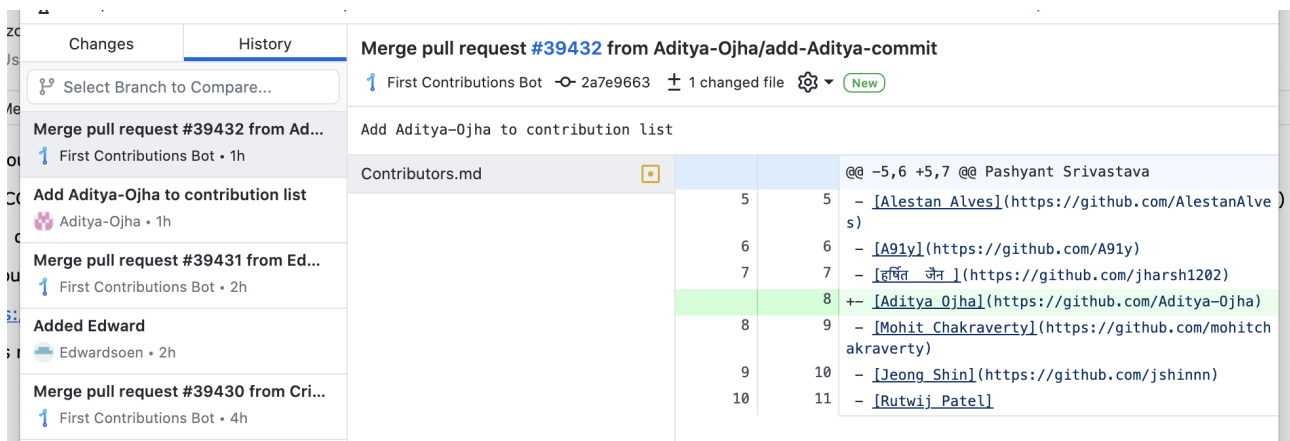 Changes
History
Select Branch to Compare...
Merge pull request #39432 from Ad...
First Contributions Bot • 1h
Add Aditya-Ojha to contribution list
Aditya-Ojha • 1h
Merge pull request #39431 from Ed...
First Contributions Bot • 2h
Added Edward
Edwardsoen • 2h
Merge pull request #39430 from Cri...
First Contributions Bot • 4h
Merge pull request #39432 from Aditya-Ojha/add-Aditya-commit
First Contributions Bot 2a7e9663 1 changed file New
Add Aditya-Ojha to contribution list
Contributors.md
@@ -5,6 +5,7 @@ Pashyant Srivastava
5 5 - [Alestan Alves](https://github.com/AlestanAlve
s)
6 6 - [A91y](https://github.com/A91y)
7 7 - [हर्षित जैन ](https://github.com/jharsh1202)
8 +- [Aditya Ojha](https://github.com/Aditya-Ojha)
8 9 - [Mohit Chakraverty](https://github.com/mohitch
akraverty)
9 10 - [Jeong Shin](https://github.com/jshinnn)
10 11 - [Rutwij Patel]